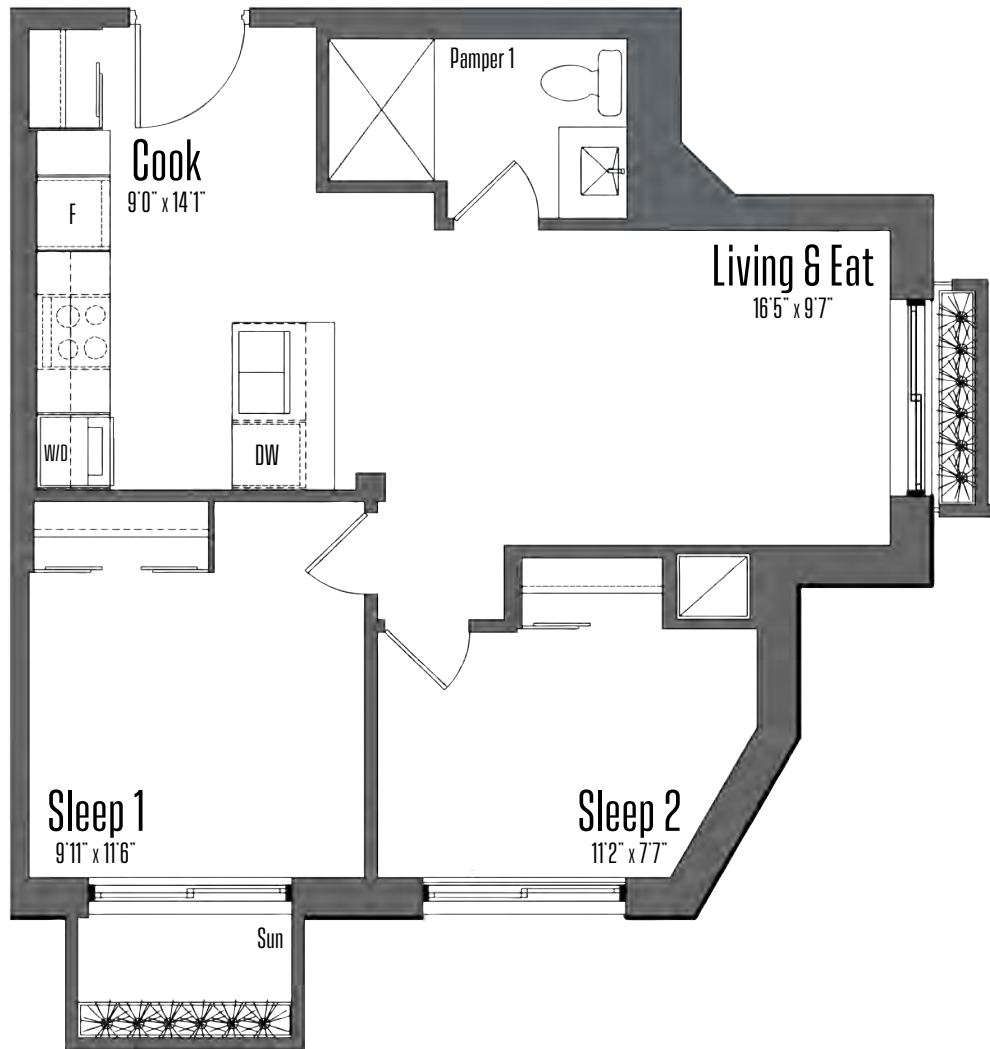 Pamper 1
Cook
9'0" x 14'1"
F
Living & Eat
16'5" x 9'7"
W/D
DW
Sleep 1
9'11" x 11'6"
Sleep 2
11'2" x 7'7"
Sun